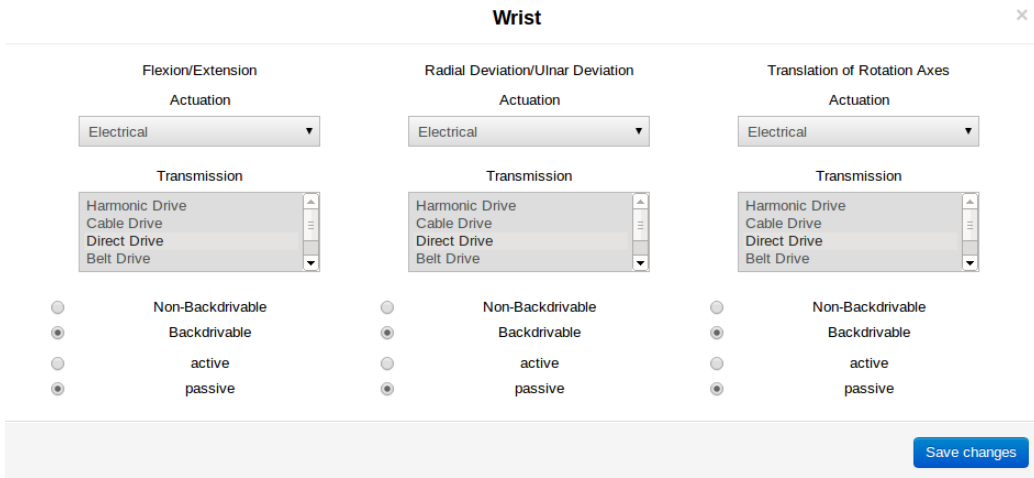 Wrist ×
Flexion/Extension Radial Deviation/Ulnar Deviation Translation of Rotation Axes
Actuation Actuation Actuation
Electrical Electrical Electrical
Transmission Transmission Transmission
Harmonic Drive Harmonic Drive Harmonic Drive
Cable Drive Cable Drive Cable Drive
Direct Drive Direct Drive Direct Drive
Belt Drive Belt Drive Belt Drive
Non-Backdrivable Non-Backdrivable Non-Backdrivable
Backdrivable Backdrivable Backdrivable
active active active
passive passive passive
Save changes